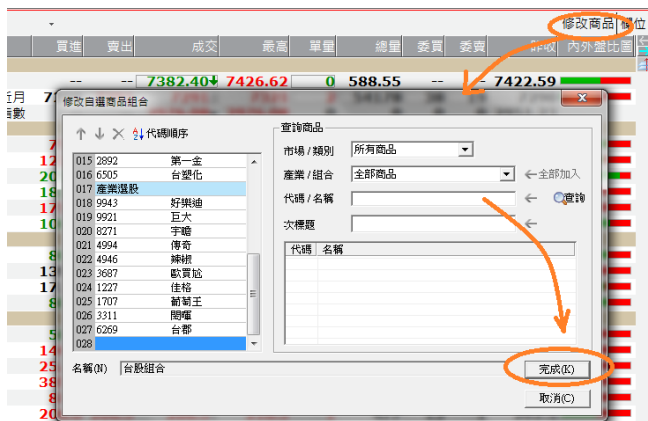 修改商品 欄位
買進 賣出 成交 最高 單量 總量 委買 委賣 昨收 內外盤比圖
-- -- 7382.40 7426.62 0 588.55 -- -- 7422.59
近月
指數
修改自選商品組合
代碼順序
015 2892 第一金
016 6505 台塑化
017 產業選股
018 9943 好樂迪
019 9921 巨大
020 8271 宇瞻
021 4994 傳奇
022 4946 辣椒
023 3687 歐買尬
024 1227 佳格
025 1707 葡萄王
026 3311 閎暉
027 6269 台郡
028
名稱(N) 台股組合
查詢商品
市場/類別 所有商品
產業/組合 全部商品 ←全部加入
代碼/名稱 ← 查詢
次標題 ←
代碼 名稱
完成(K)
取消(C)